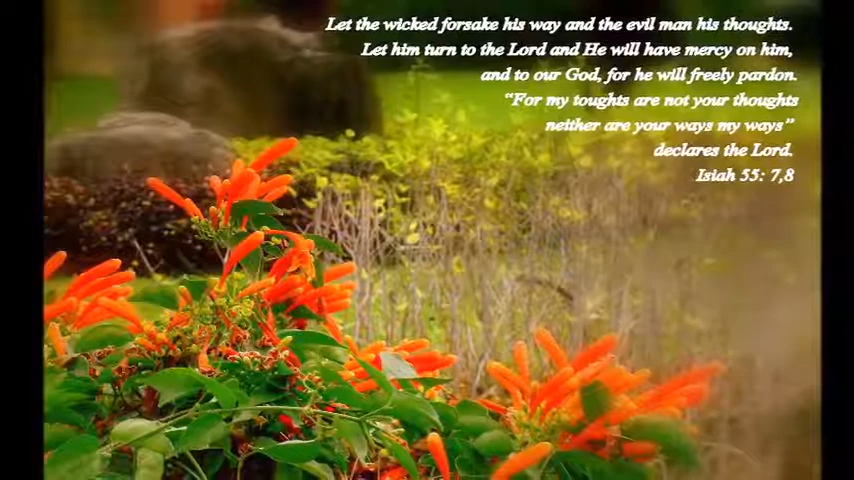 Let the wicked forsake his way and the evil man his thoughts.
Let him turn to the Lord and He will have mercy on him,
and to our God, for he will freely pardon.
“For my toughts are not your thoughts
neither are your ways my ways”
declares the Lord.
Isiah 55: 7,8